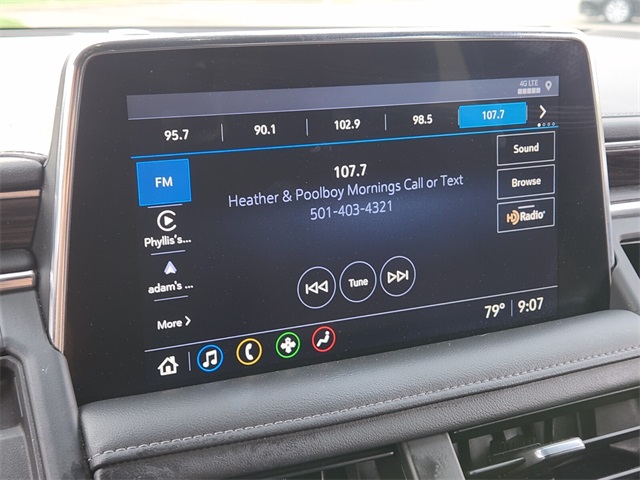 4G LTE
95.7 90.1 102.9 98.5 107.7
FM
107.7
Heather & Poolboy Mornings Call or Text
501-403-4321
Sound
Browse
HD Radio
Phyllis's...
adam's ...
More
Tune
79° 9:07